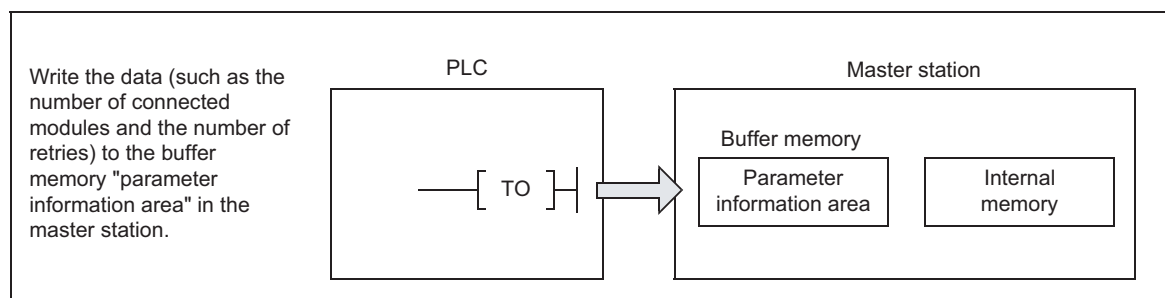 Write the data (such as the
number of connected
modules and the number of
retries) to the buffer
memory "parameter
information area" in the
master station.
PLC
TO
Master station
Buffer memory
Parameter
information area
Internal
memory